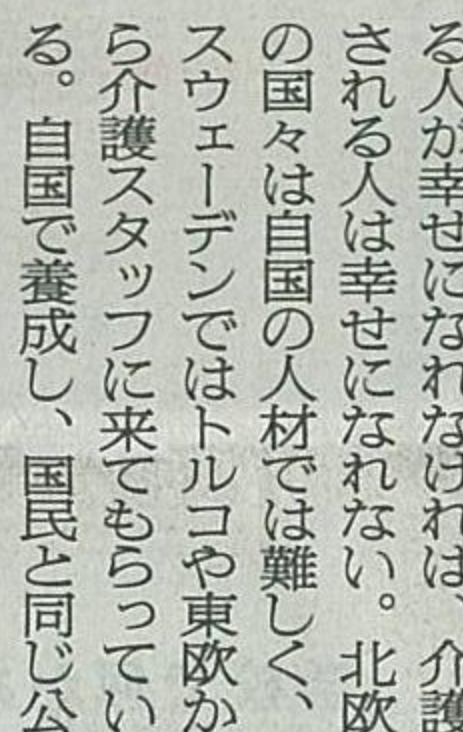 る人が幸せになれなければ、介護
される人は幸せになれない。北欧
の国々は自国の人材では難しく、
スウェーデンではトルコや東欧か
ら介護スタッフに来てもらってい
る。自国で養成し、国民と同じ公